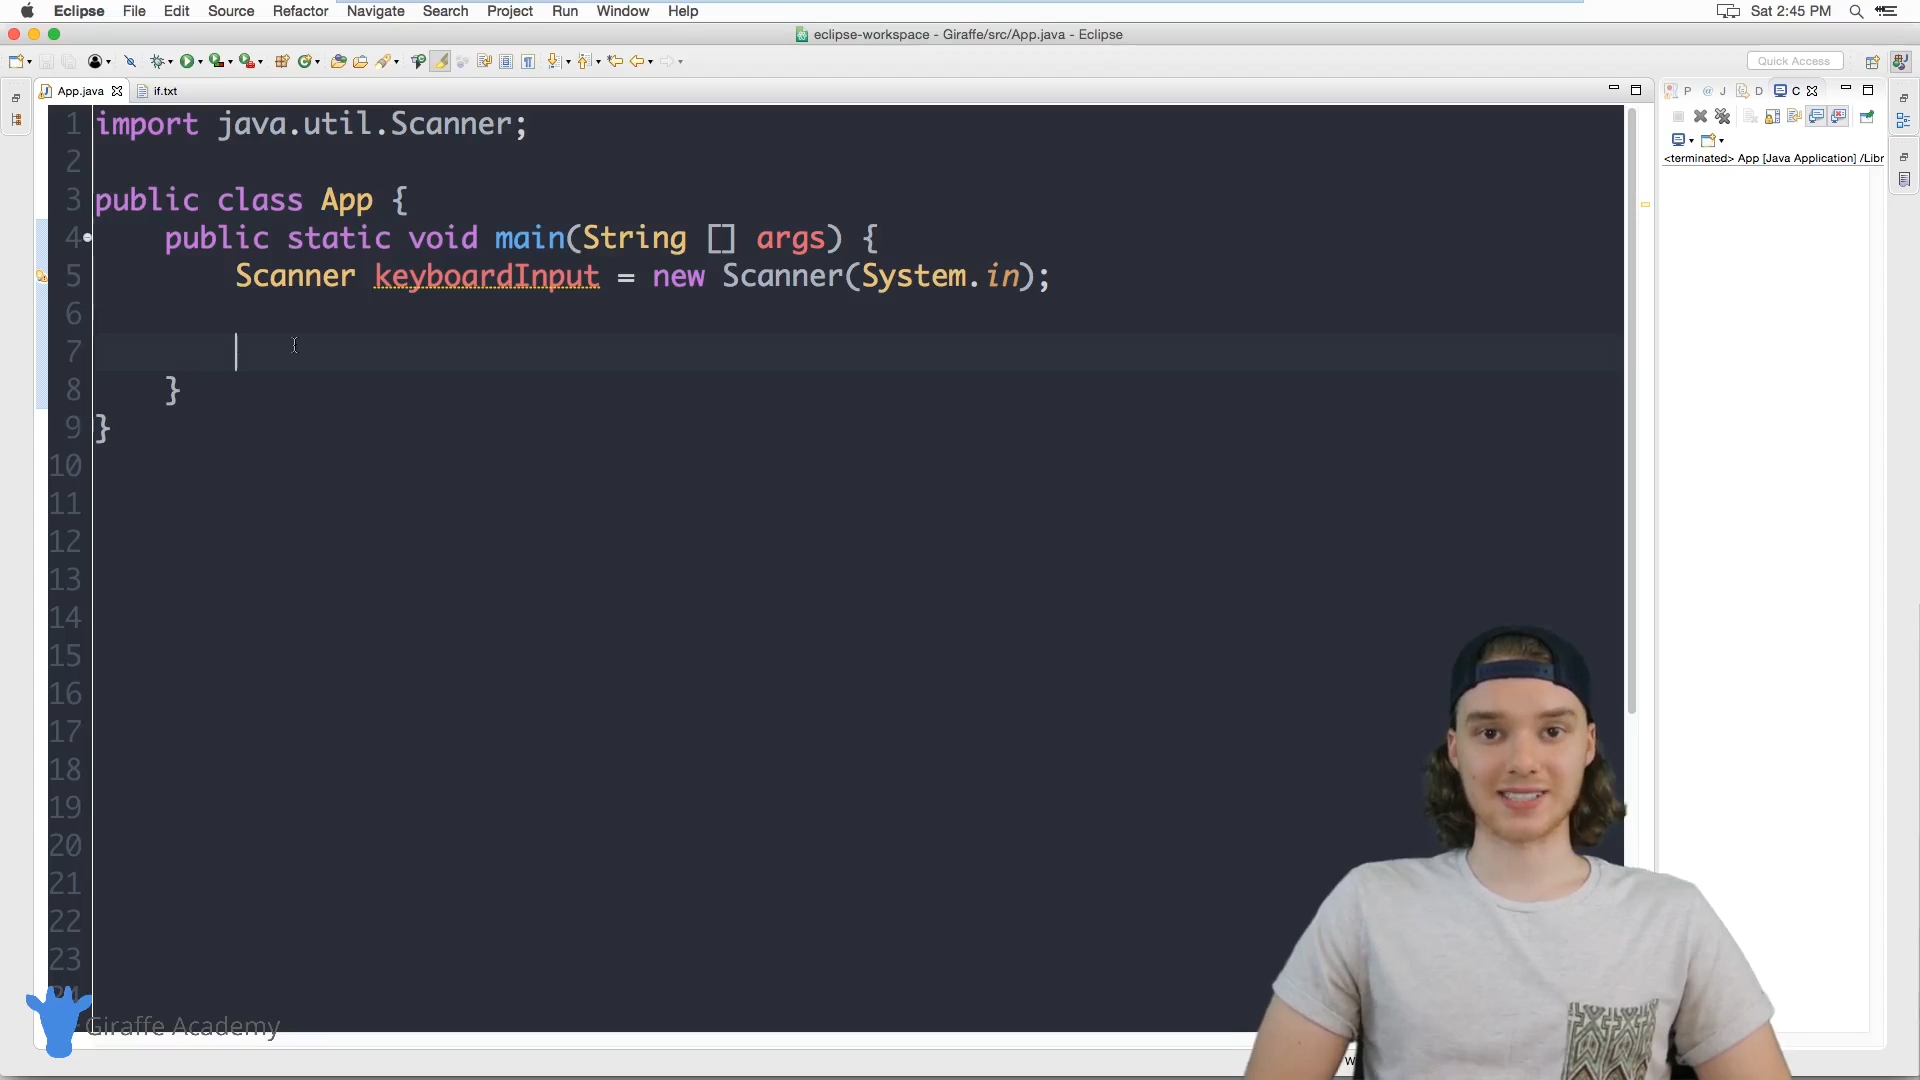 Eclipse File Edit Source Refactor Navigate Search Project Run Window Help Sat 2:45 PM
eclipse-workspace - Giraffe/src/App.java - Eclipse
Quick Access
App.java if.txt P @ J D C
<terminated> App [Java Application] /Libr
1 import java.util.Scanner;
2
3 public class App {
4 public static void main(String [] args) {
5 Scanner keyboardInput = new Scanner(System.in);
6
7
8 }
9 }
10
11
12
13
14
15
16
17
18
19
20
21
22
23
Giraffe Academy